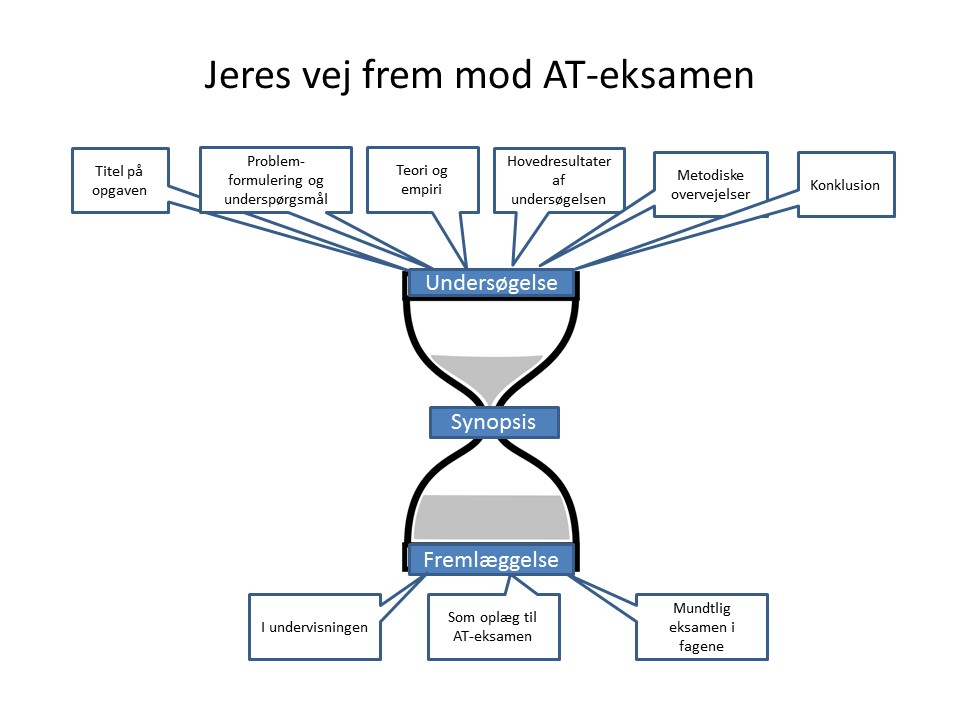 Jeres vej frem mod AT-eksamen
Titel på
opgaven
Problem-
formulering og
underspørgsmål
Teori og
empiri
Hovedresultater
af
undersøgelsen
Metodiske
overvejelser
Konklusion
Undersøgelse
Synopsis
Fremlæggelse
I undervisningen
Som oplæg til
AT-eksamen
Mundtlig
eksamen i
fagene